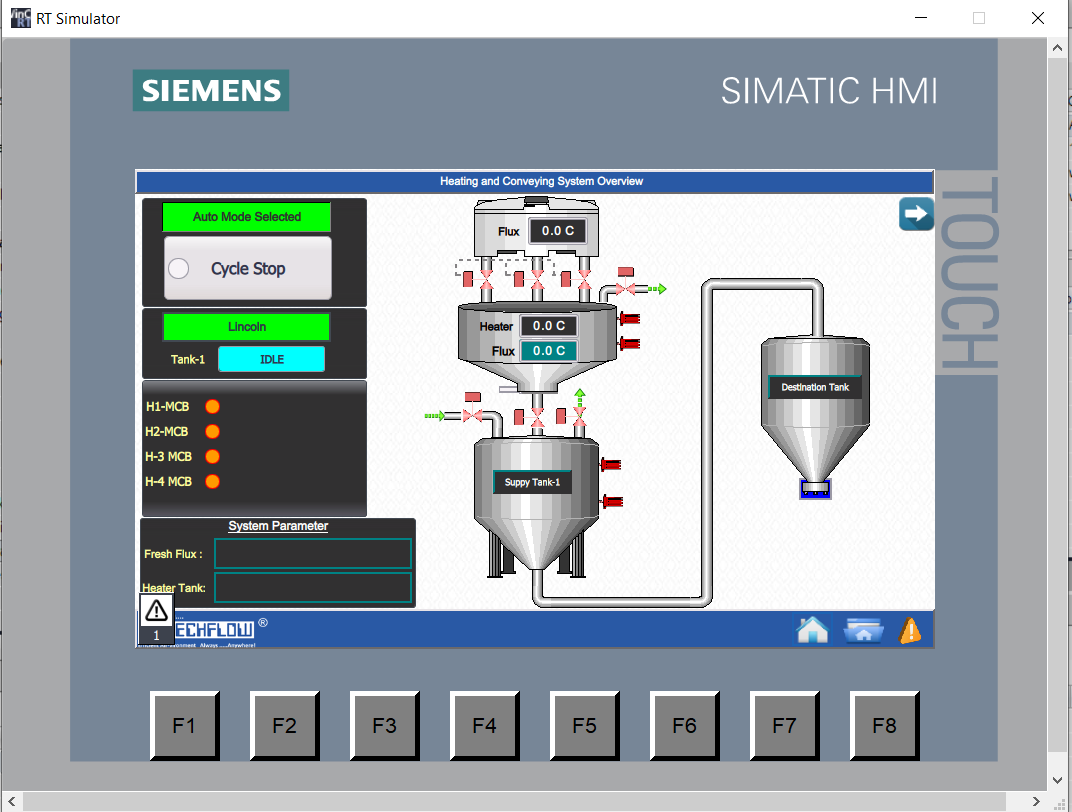 RT Simulator
SIEMENS
SIMATIC HMI
TOUCH
Heating and Conveying System Overview
Auto Mode Selected
Cycle Stop
Lincoln
Tank-1
IDLE
H1-MCB
H2-MCB
H-3 MCB
H-4 MCB
System Parameter
Fresh Flux :
Heater Tank:
Flux
0.0 C
Heater
0.0 C
Flux
0.0 C
Suppy Tank-1
Destination Tank
1
ECHFLOW ®
Always .....Anywhere!
F1
F2
F3
F4
F5
F6
F7
F8